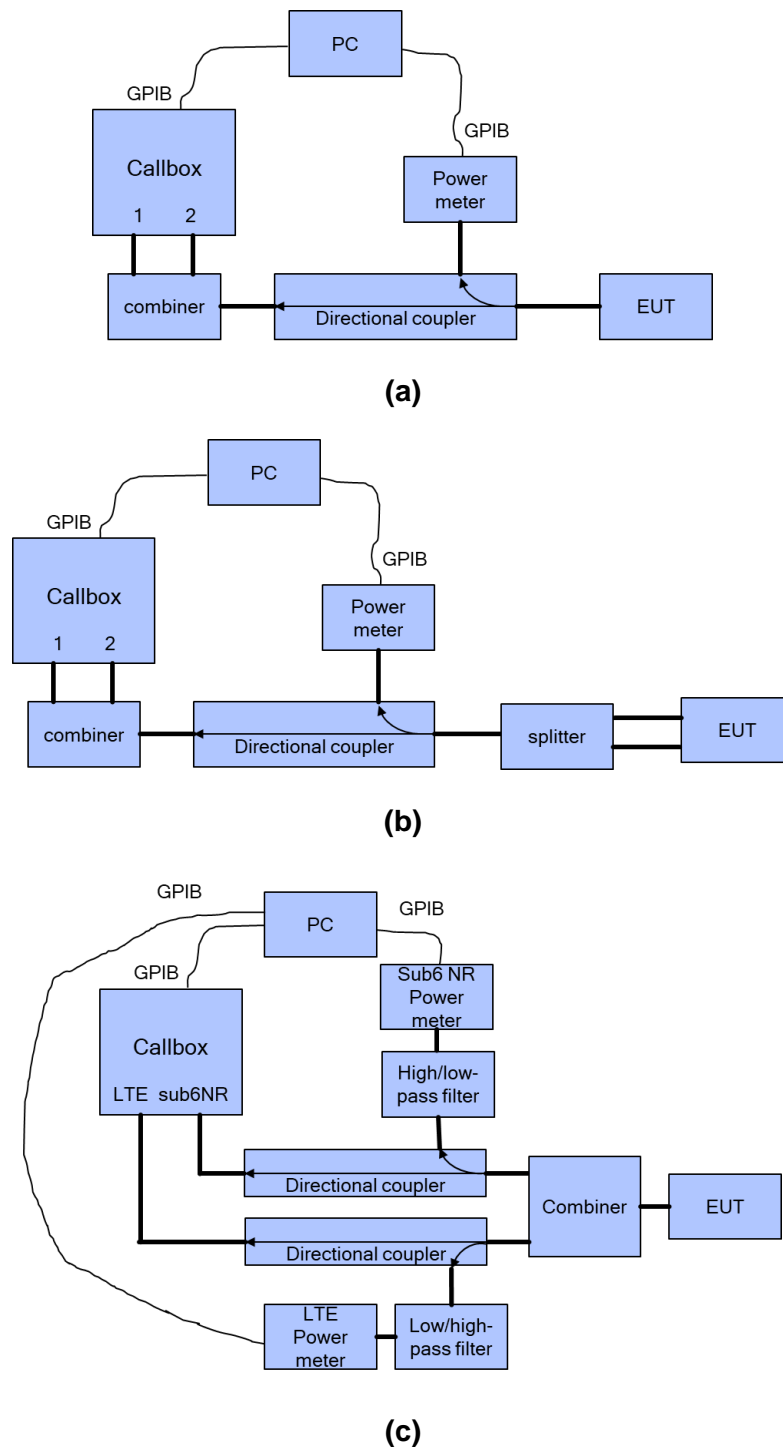 PC
GPIB
GPIB
Callbox
1 2
Power
meter
combiner
Directional coupler
EUT
(a)
PC
GPIB
GPIB
Callbox
1 2
Power
meter
combiner
Directional coupler
splitter
EUT
(b)
GPIB
PC
GPIB
GPIB
Sub6 NR
Power
meter
Callbox
LTE sub6NR
High/low-
pass filter
Directional coupler
Combiner
EUT
Directional coupler
LTE
Power
meter
Low/high-
pass filter
(c)